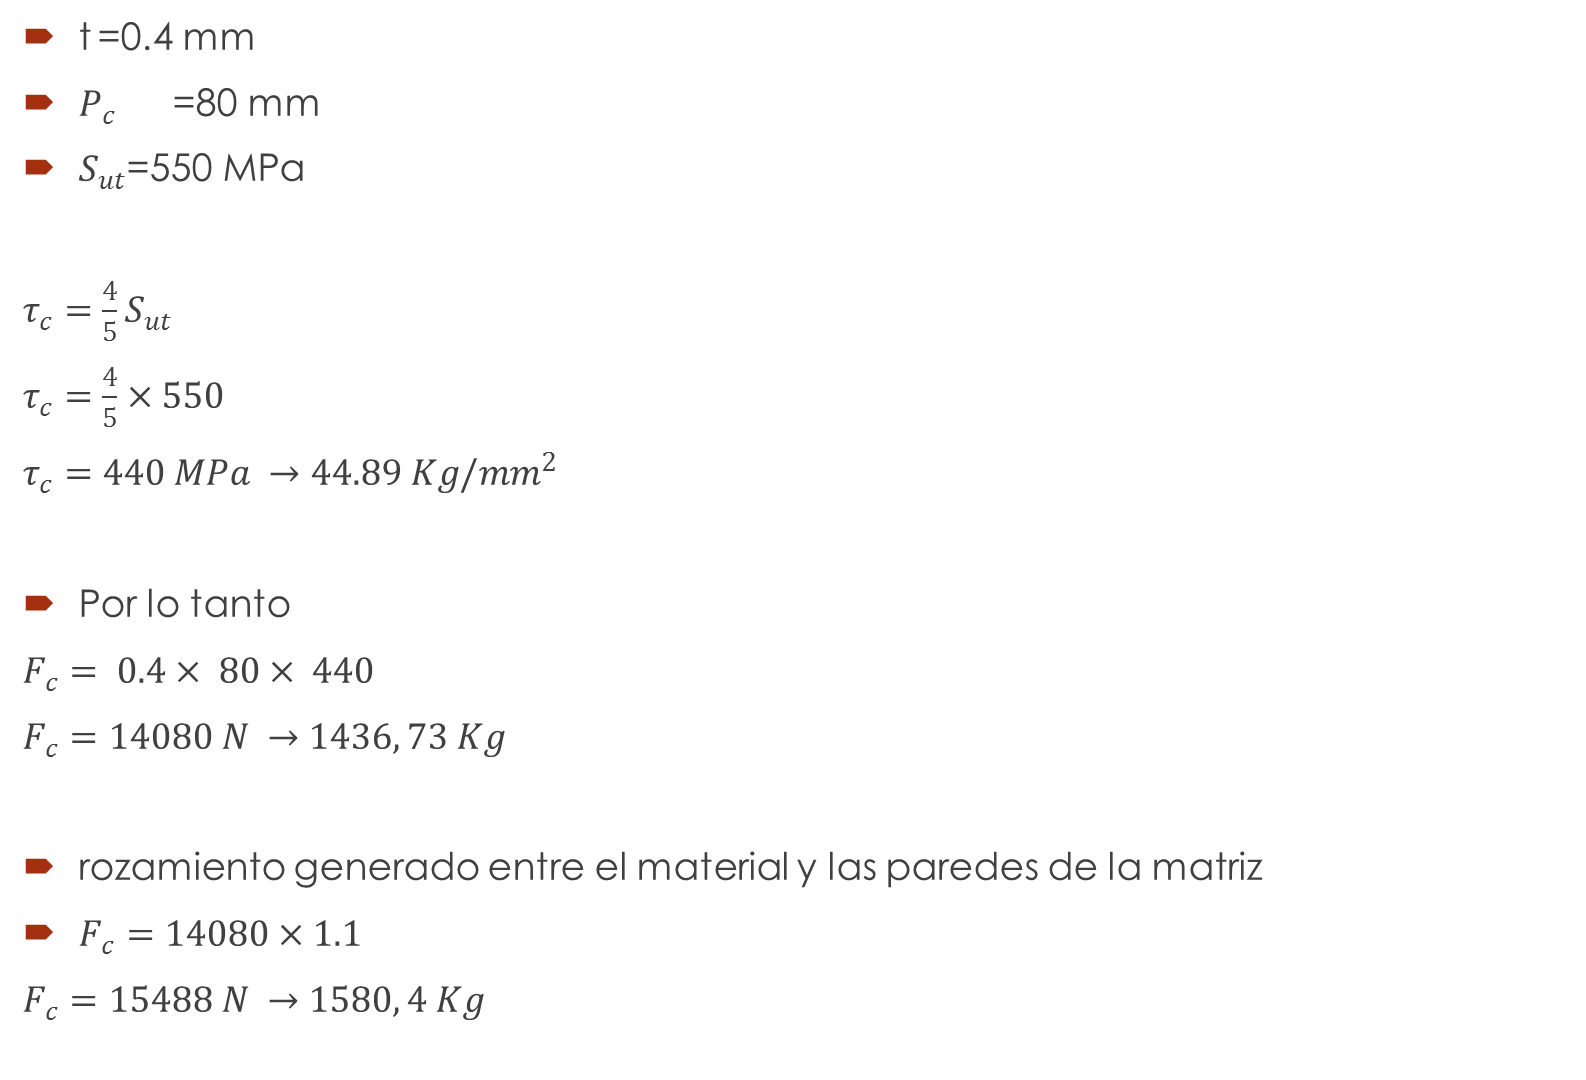 t=0.4 mm
P_c =80 mm
S_ut=550 MPa
τ_c = 4/5 S_ut
τ_c = 4/5 × 550
τ_c = 440 MPa → 44.89 Kg/mm²
Por lo tanto
F_c = 0.4 × 80 × 440
F_c = 14080 N → 1436,73 Kg
rozamiento generado entre el material y las paredes de la matriz
F_c = 14080 × 1.1
F_c = 15488 N → 1580,4 Kg